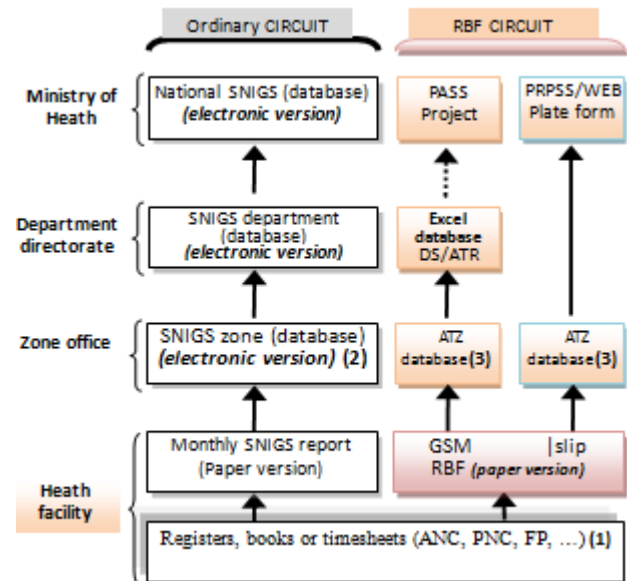 Ordinary CIRCUIT
RBF CIRCUIT
Ministry of
Heath
National SNIGS (database)
(electronic version)
PASS
Project
PRPSS/WEB
Plate form
Department
directorate
SNIGS department
(database)
(electronic version)
Excel
database
DS/ATR
Zone office
SNIGS zone (database)
(electronic version) (2)
ATZ
database(3)
ATZ
database(3)
Heath
facility
Monthly SNIGS report
(Paper version)
GSM |slip
RBF (paper version)
Registers, books or timesheets (ANC, PNC, FP, ...) (1)